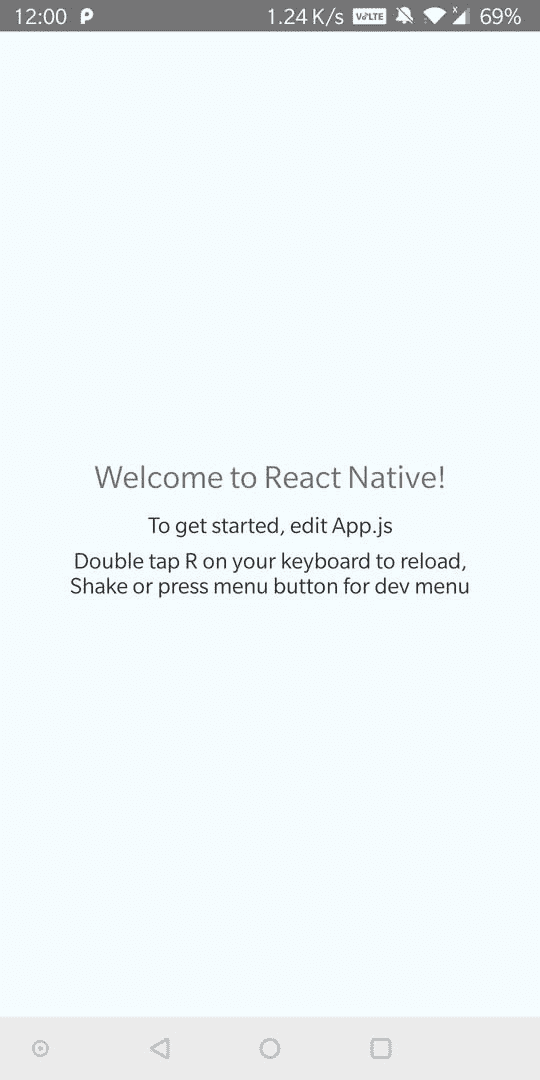 12:00 P 1.24 K/s VoLTE 69%
Welcome to React Native!
To get started, edit App.js
Double tap R on your keyboard to reload,
Shake or press menu button for dev menu